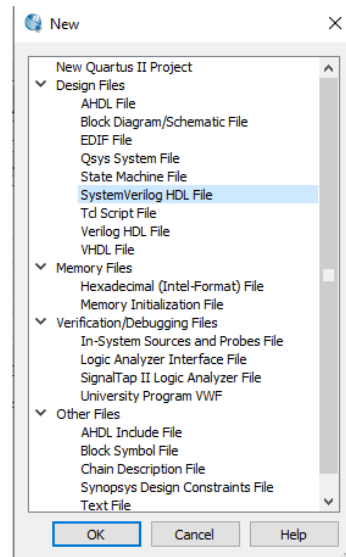 New
New Quartus II Project
Design Files
AHDL File
Block Diagram/Schematic File
EDIF File
Qsys System File
State Machine File
SystemVerilog HDL File
Tcl Script File
Verilog HDL File
VHDL File
Memory Files
Hexadecimal (Intel-Format) File
Memory Initialization File
Verification/Debugging Files
In-System Sources and Probes File
Logic Analyzer Interface File
SignalTap II Logic Analyzer File
University Program VWF
Other Files
AHDL Include File
Block Symbol File
Chain Description File
Synopsys Design Constraints File
Text File
OK Cancel Help